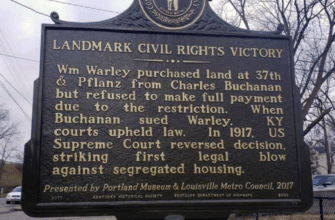 LANDMARK CIVIL RIGHTS VICTORY
Wm Warley purchased land at 37th
& Pflanz from Charles Buchanan
but refused to make full payment
due to the restriction. When
Buchanan sued Warley, KY
courts upheld law. In 1917, US
Supreme Court reversed decision,
striking first legal blow
against segregated housing.
Presented by Portland Museum & Louisville Metro Council, 2017
KENTUCKY HISTORICAL SOCIETY KENTUCKY DEPARTMENT OF HIGHWAYS